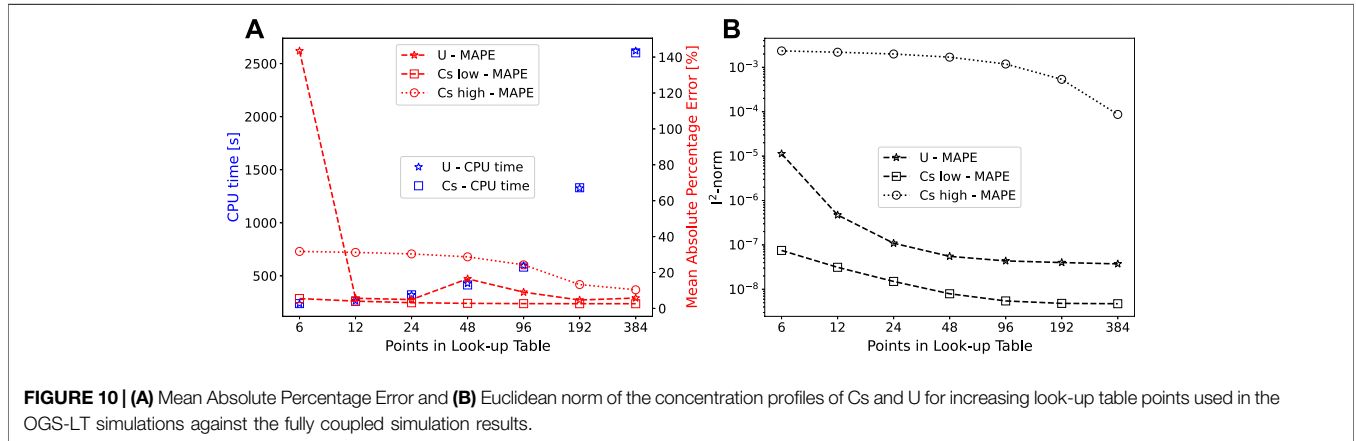 A
2500
2000
1500
1000
500
CPU time [s]
U - MAPE
Cs low - MAPE
Cs high - MAPE
U - CPU time
Cs - CPU time
140
120
100
80
60
40
20
0
Mean Absolute Percentage Error [%]
6 12 24 48 96 192 384
Points in Look-up Table
B
10⁻³
10⁻⁴
10⁻⁵
10⁻⁶
10⁻⁷
10⁻⁸
l²-norm
U - MAPE
Cs low - MAPE
Cs high - MAPE
6 12 24 48 96 192 384
Points in Look-up Table
FIGURE 10 | (A) Mean Absolute Percentage Error and (B) Euclidean norm of the concentration profiles of Cs and U for increasing look-up table points used in the
OGS-LT simulations against the fully coupled simulation results.